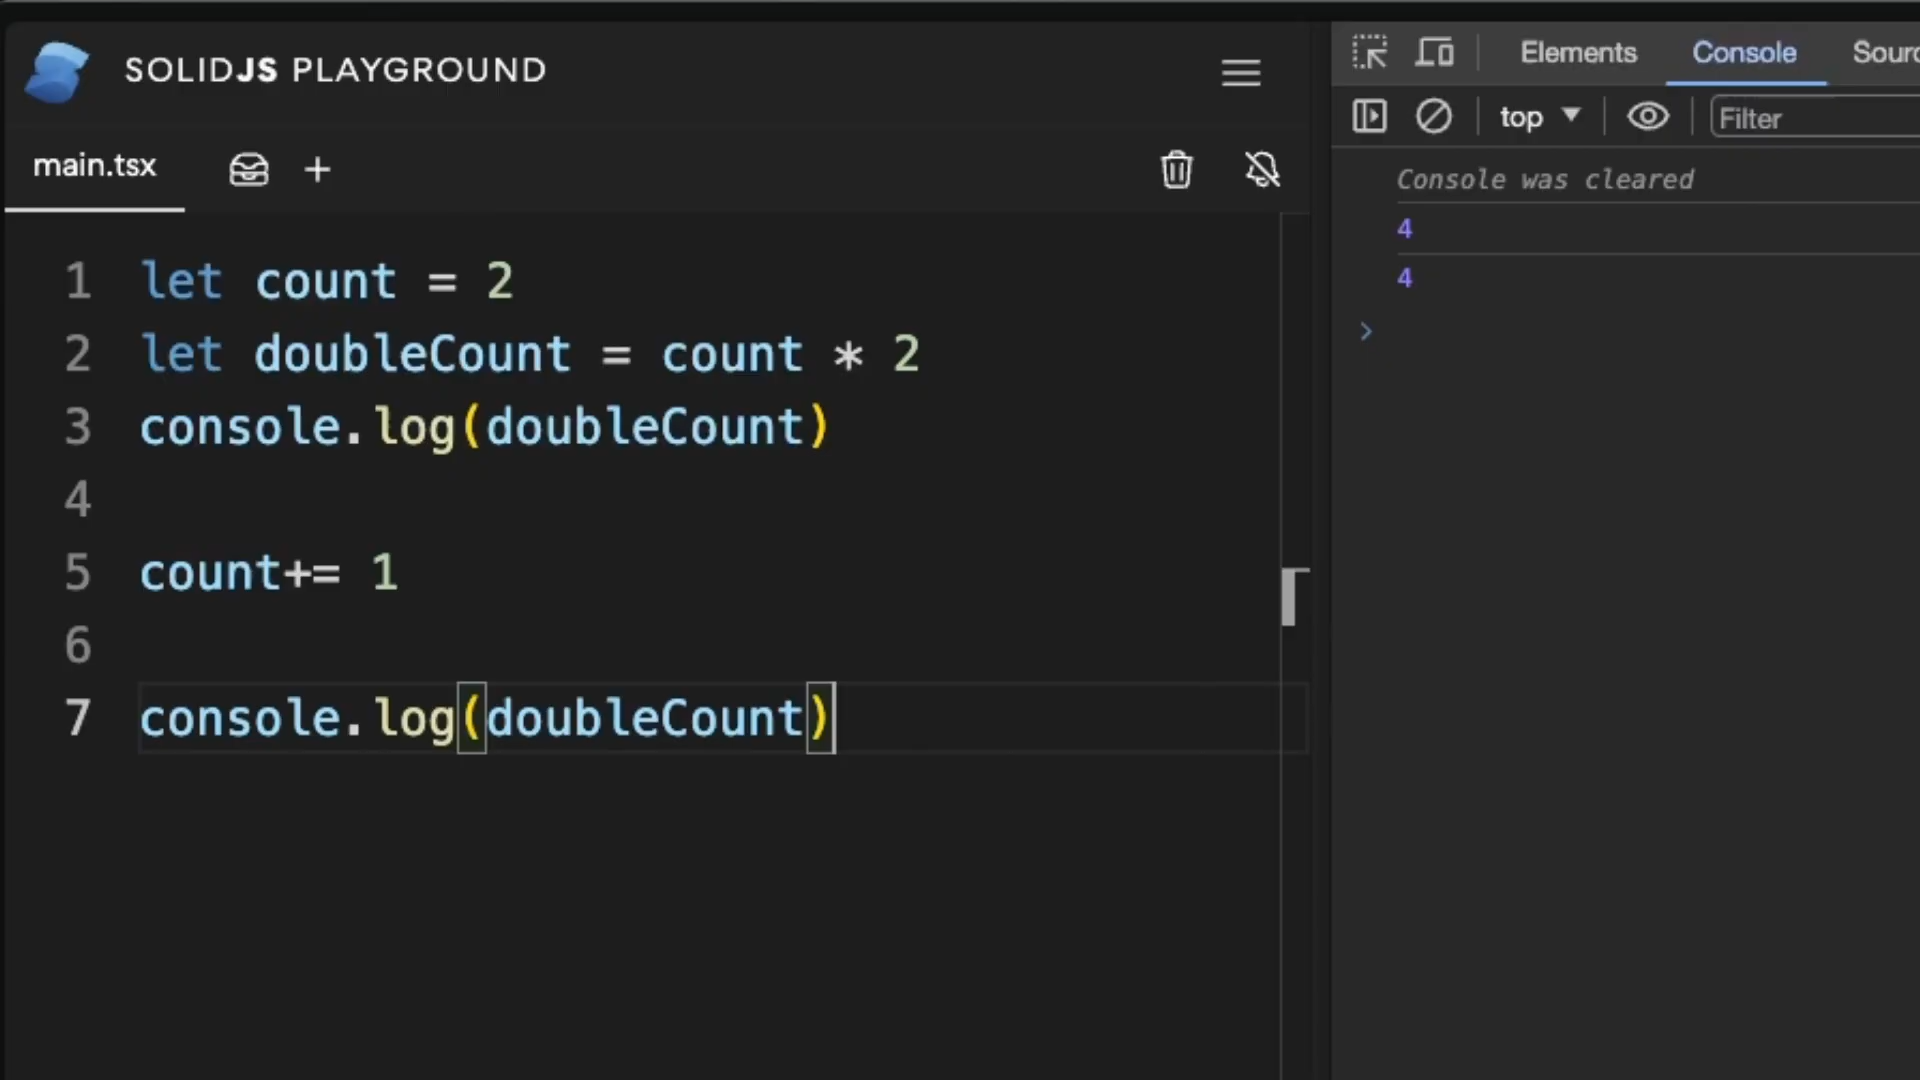 SOLIDJS PLAYGROUND
main.tsx
1 let count = 2
2 let doubleCount = count * 2
3 console.log(doubleCount)
4
5 count+= 1
6
7 console.log(doubleCount)
Elements Console Sourc
top Filter
Console was cleared
4
4